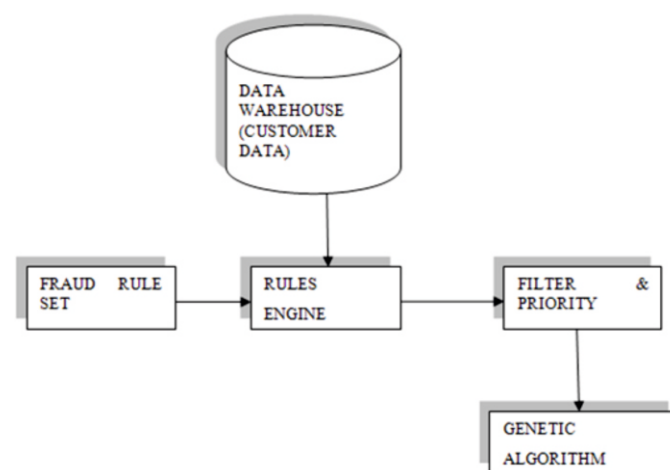 DATA
WAREHOUSE
(CUSTOMER
DATA)
FRAUD RULE
SET
RULES
ENGINE
FILTER &
PRIORITY
GENETIC
ALGORITHM